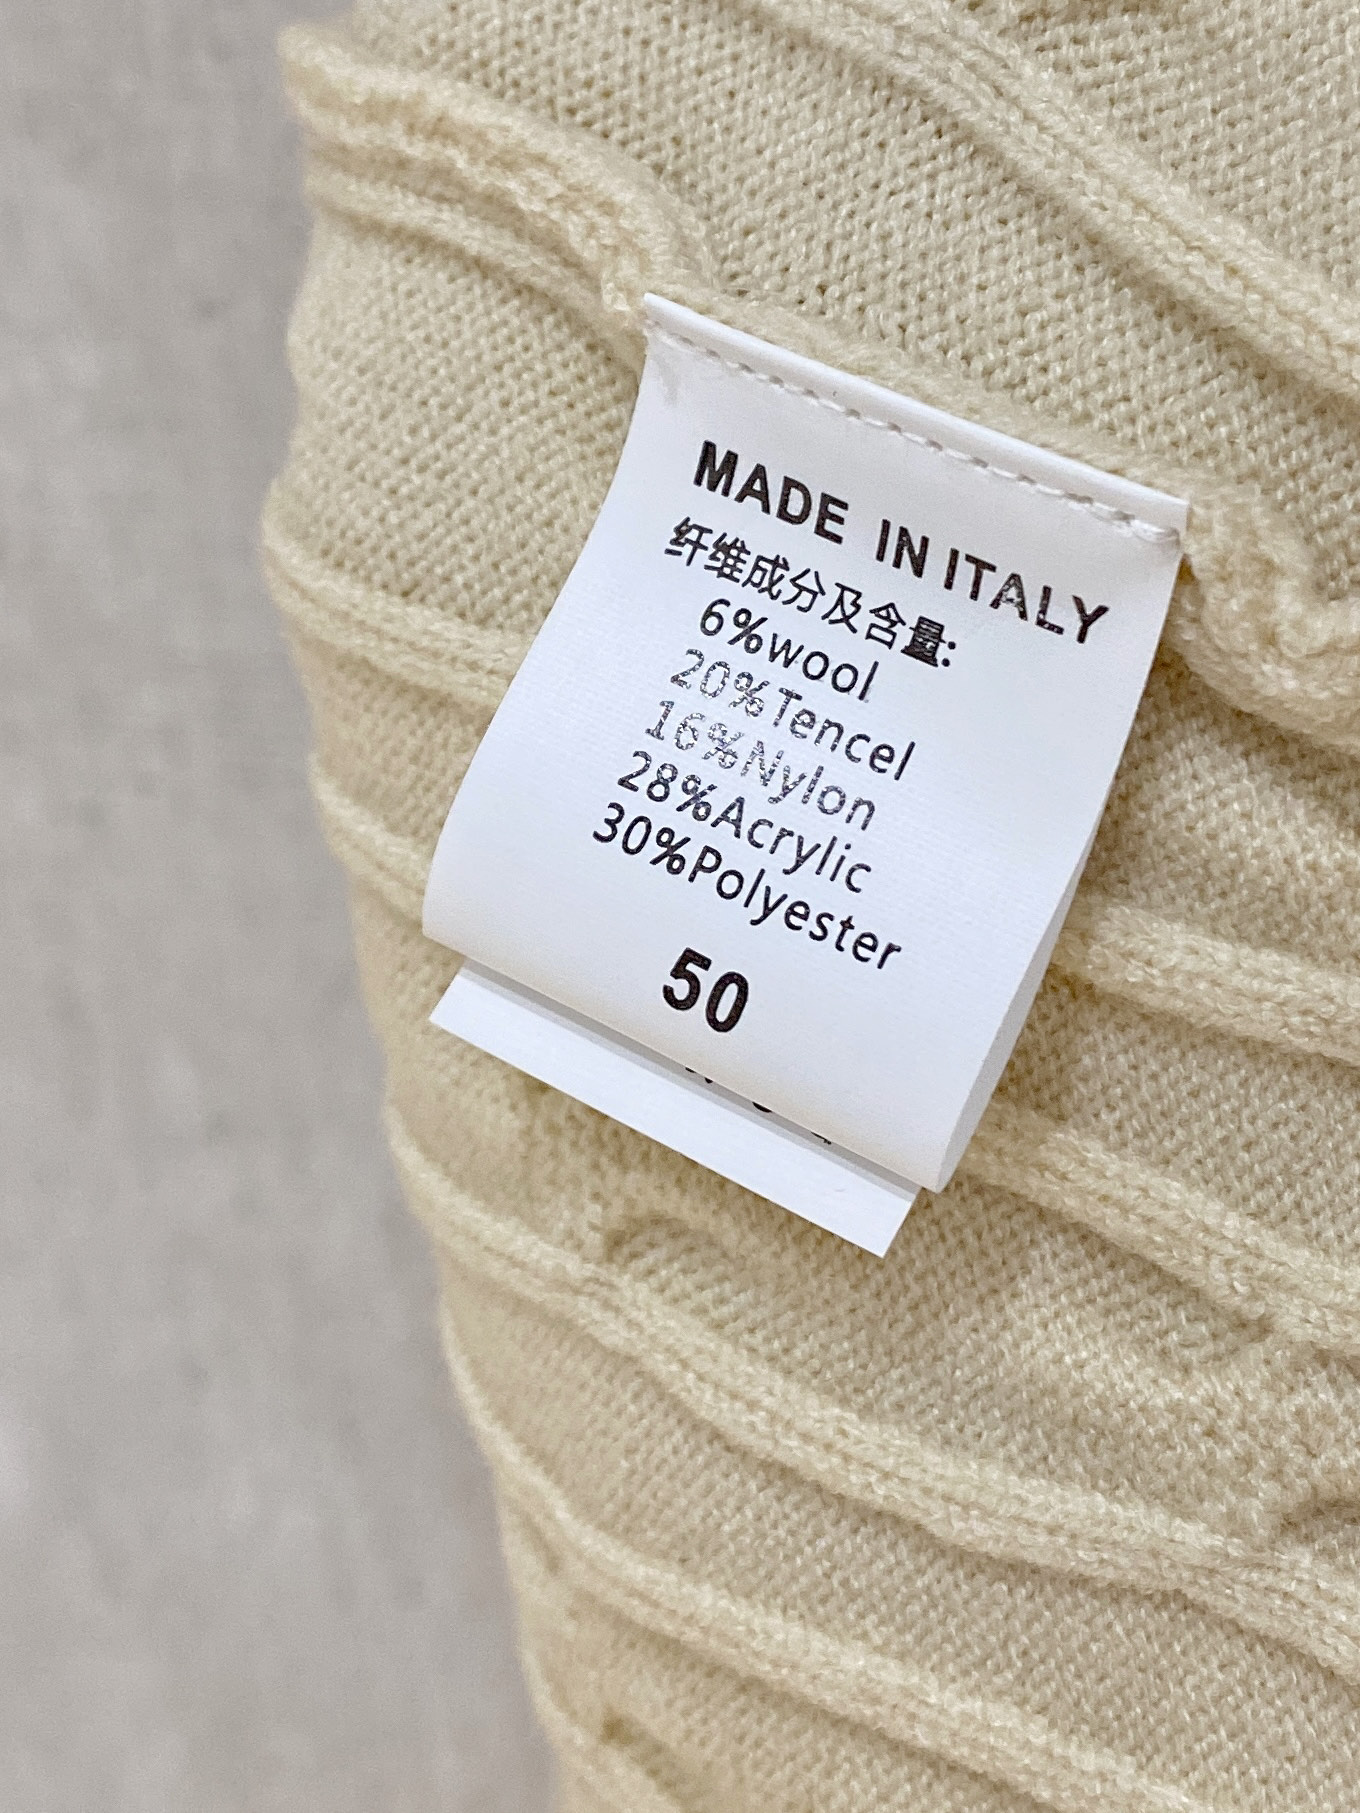 MADE IN ITALY
纤维成分及含量:
6%wool
20%Tencel
16%Nylon
28%Acrylic
30%Polyester
50